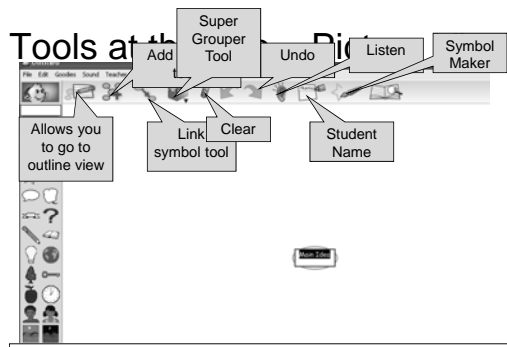 Tools at th
Super
Grouper
Tool
Add
Undo
Listen
Symbol
Maker
File Edit Goodies Sound Teacher
Allows you
to go to
outline view
Link
symbol tool
Clear
Student
Name
Main Idea